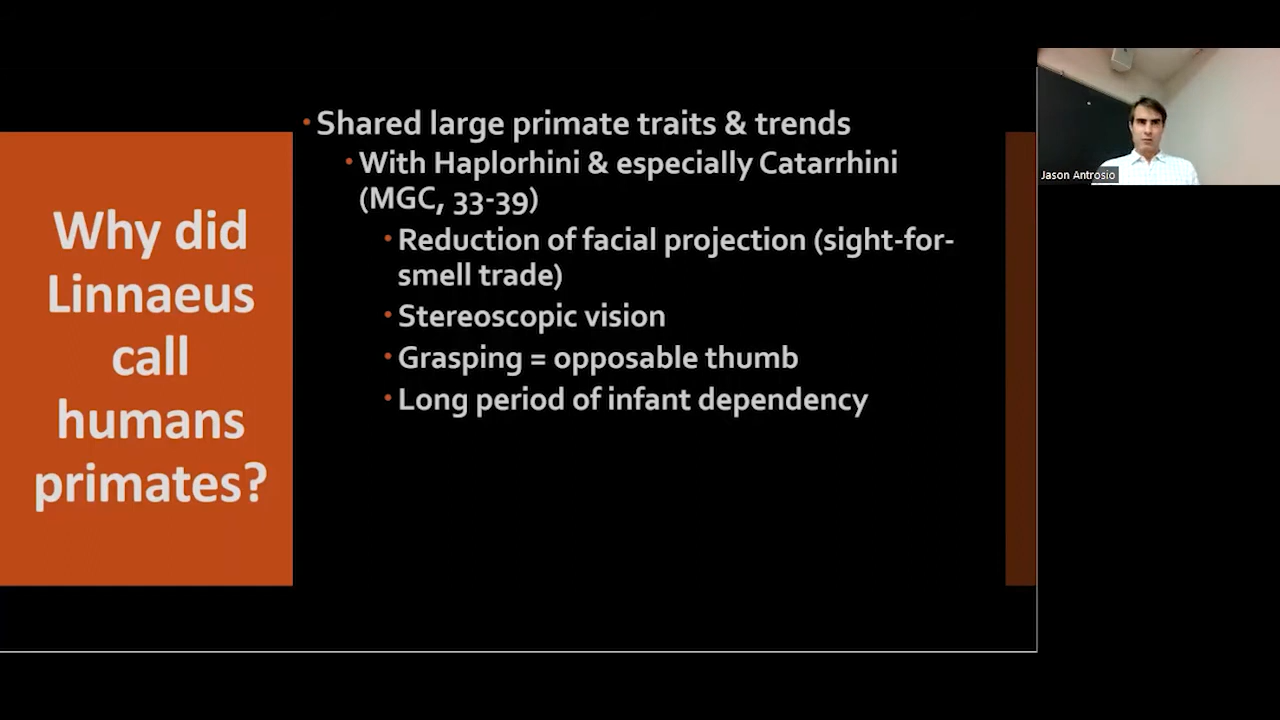 Why did
Linnaeus
call
humans
primates?
• Shared large primate traits & trends
• With Haplorhini & especially Catarrhini
(MGC, 33-39)
• Reduction of facial projection (sight-for-
smell trade)
• Stereoscopic vision
• Grasping = opposable thumb
• Long period of infant dependency
Jason Antrosio